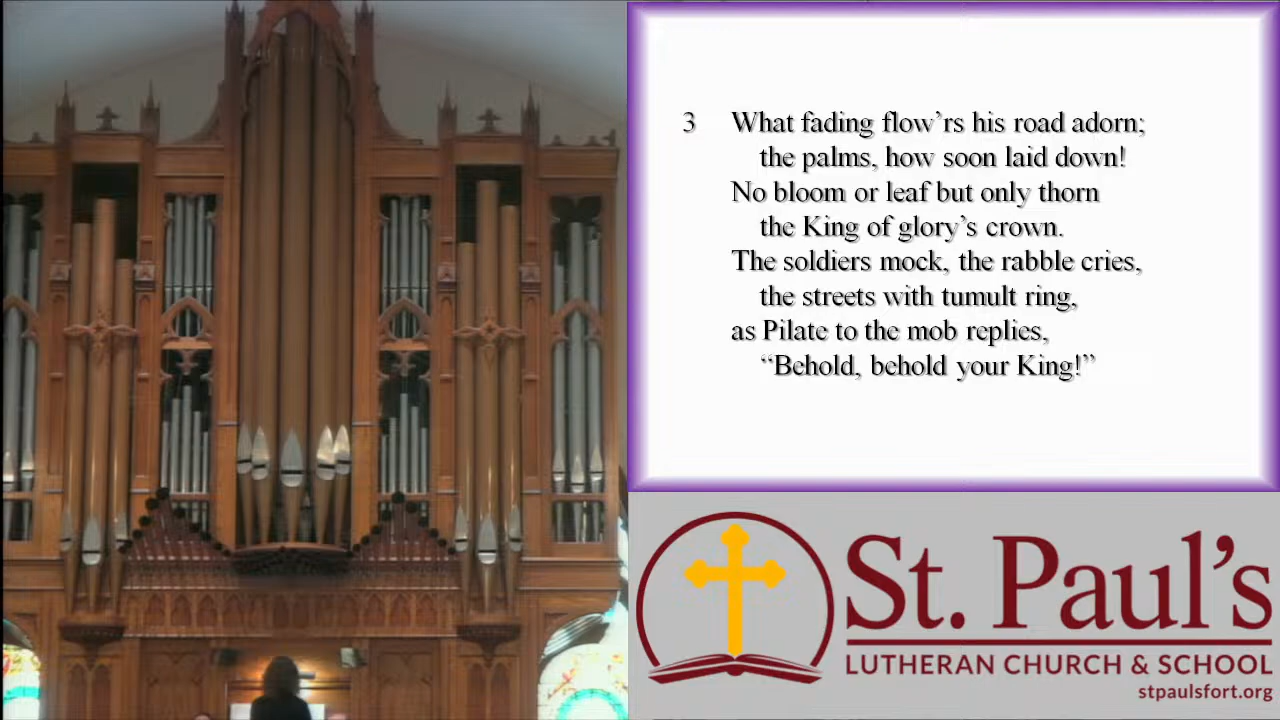 3 What fading flow’rs his road adorn;
the palms, how soon laid down!
No bloom or leaf but only thorn
the King of glory’s crown.
The soldiers mock, the rabble cries,
the streets with tumult ring,
as Pilate to the mob replies,
“Behold, behold your King!”
St. Paul’s
LUTHERAN CHURCH & SCHOOL
stpaulsfort.org